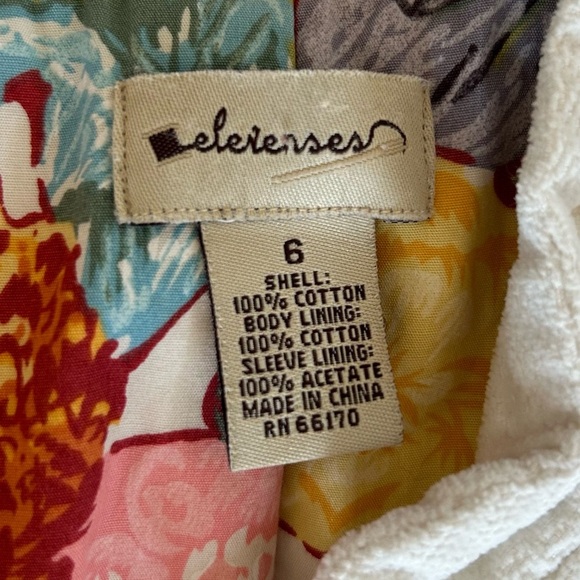 elevenses
6
SHELL:
100% COTTON
BODY LINING:
100% COTTON
SLEEVE LINING:
100% ACETATE
MADE IN CHINA
RN 66170